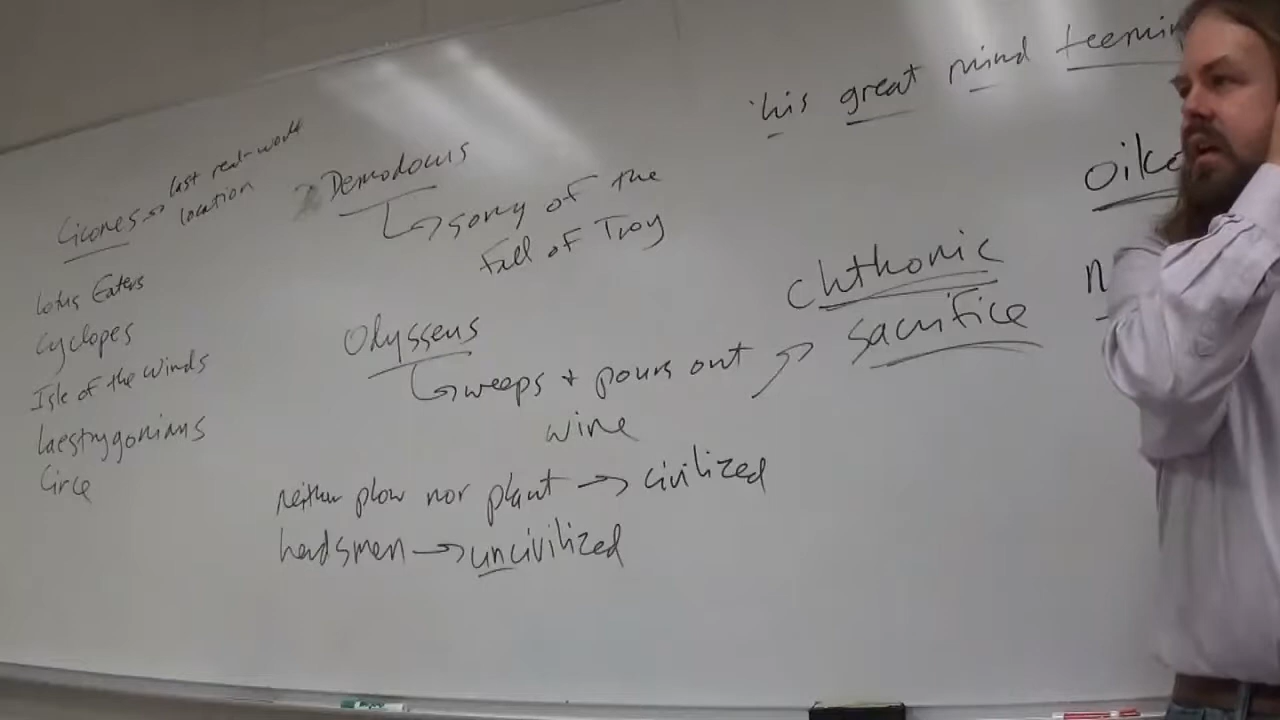 Cicones → last real-world
location
Lotus Eaters
Cyclopes
Isle of the Winds
Laestrygonians
Circe
Demodocus
↳ song of the
Fall of Troy
Odysseus
↳ weeps + pours out →
wine
neither plow nor plant → civilized
herdsmen → uncivilized
his great mind
chthonic
sacrifice